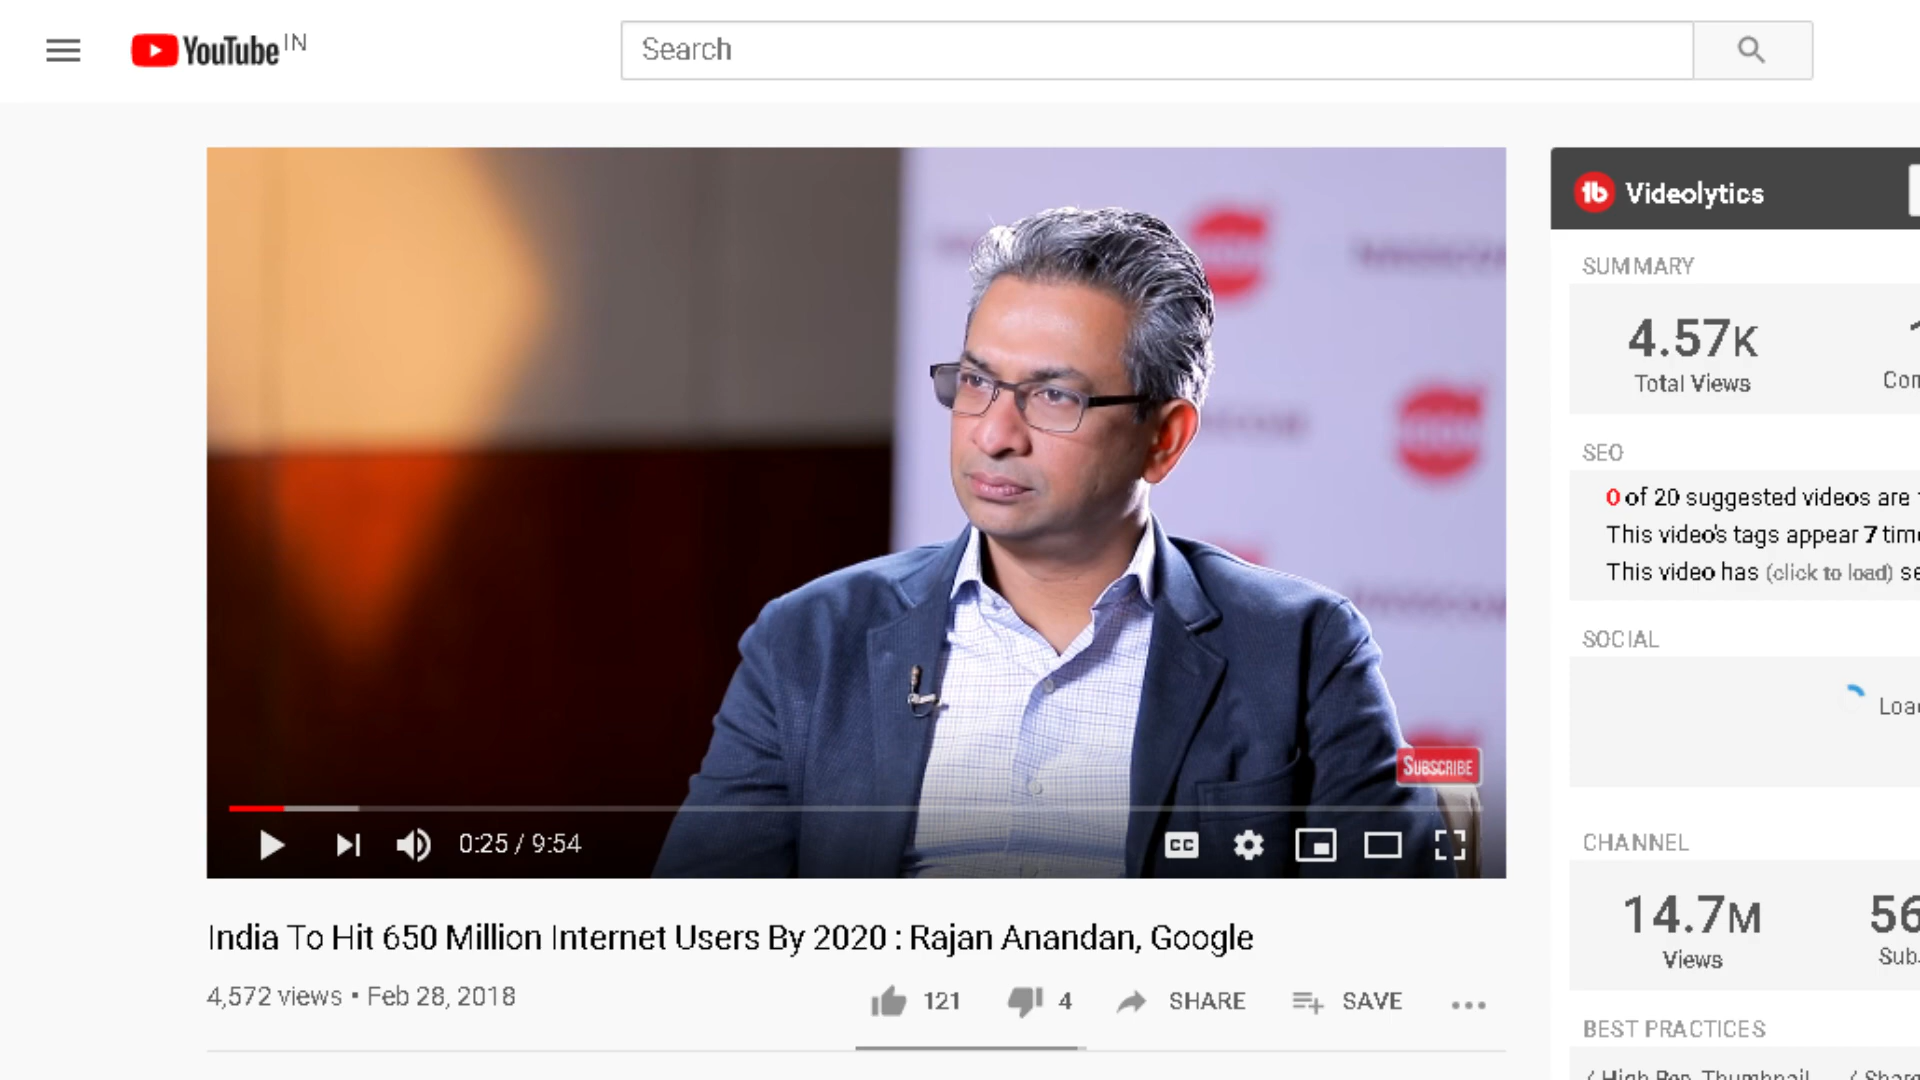 YouTube IN
Search
SUBSCRIBE
0:25 / 9:54
CC
India To Hit 650 Million Internet Users By 2020 : Rajan Anandan, Google
4,572 views • Feb 28, 2018
121
4
SHARE
SAVE
tb Videolytics
SUMMARY
4.57K
Total Views
SEO
0 of 20 suggested videos are
This video's tags appear 7
This video has (click to load)
SOCIAL
CHANNEL
14.7M
Views
BEST PRACTICES